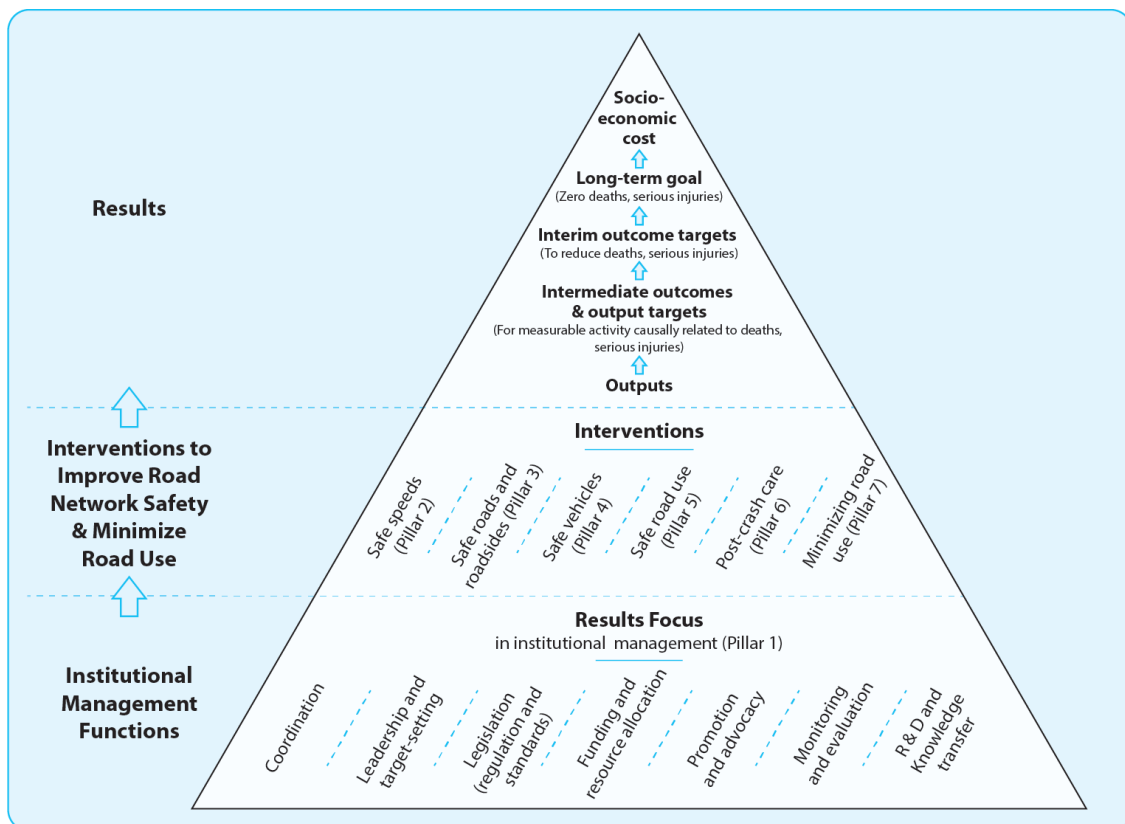 Socio-
economic
cost
Long-term goal
(Zero deaths, serious injuries)
Results
Interim outcome targets
(To reduce deaths, serious injuries)
Intermediate outcomes
& output targets
(For measurable activity causally related to deaths,
serious injuries)
Outputs
Interventions to
Improve Road
Network Safety
& Minimize
Road Use
Interventions
Safe speeds
(Pillar 2)
Safe roads and
roadsides (Pillar 3)
Safe vehicles
(Pillar 4)
Safe road use
(Pillar 5)
Post-crash care
(Pillar 6)
Minimizing road
use (Pillar 7)
Institutional
Management
Functions
Results Focus
in institutional management (Pillar 1)
Coordination
Leadership and
target-setting
Legislation
(regulation and
standards)
Funding and
resource allocation
Promotion
and advocacy
Monitoring
and evaluation
R & D and
Knowledge
transfer